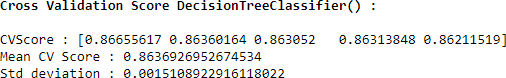 Cross Validation Score DecisionTreeClassifier() :
CVScore : [0.86655617 0.86360164 0.863052   0.86313848 0.86211519]
Mean CV Score : 0.8636926952674534
Std deviation : 0.0015108922916118022